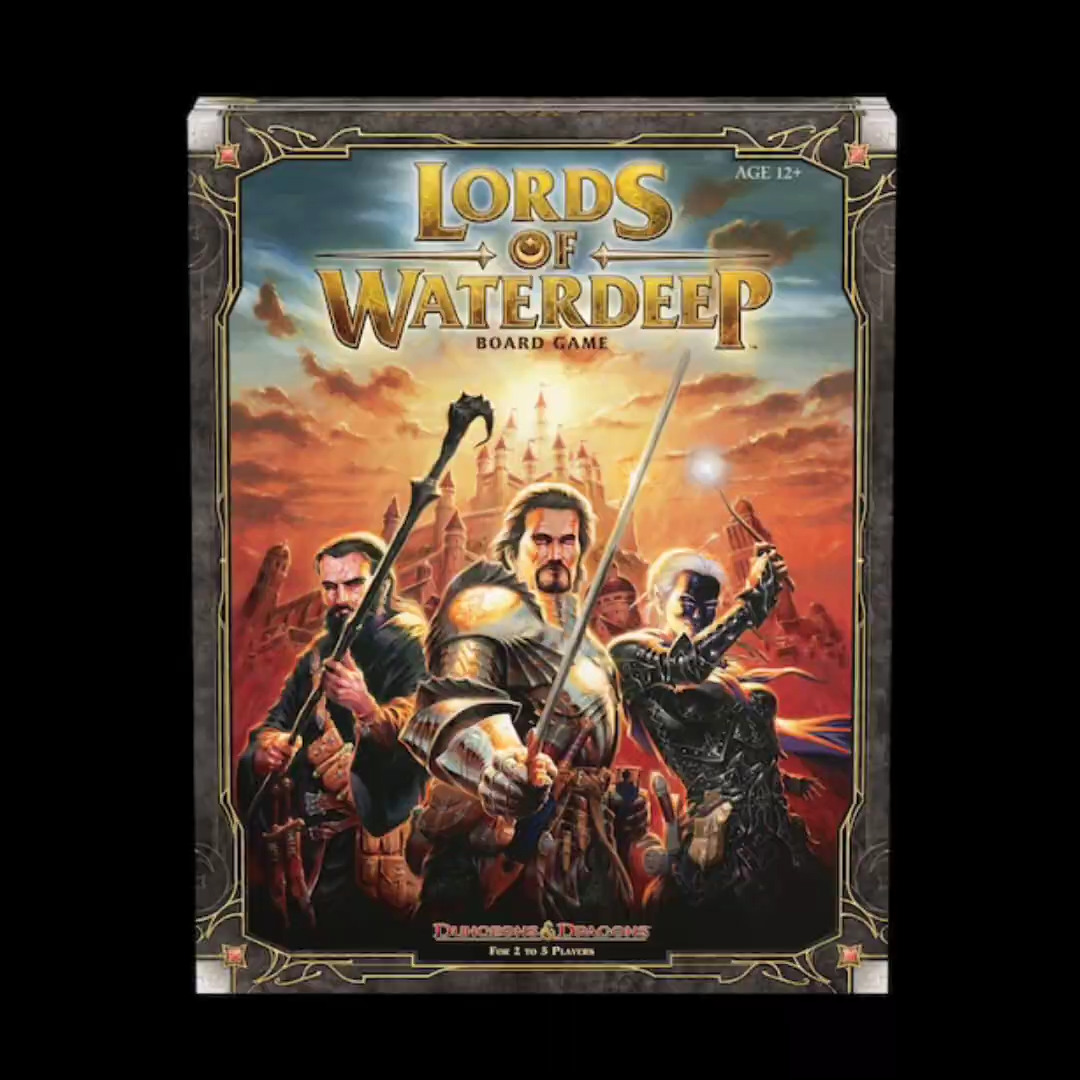 LORDS
OF
WATERDEEP
BOARD GAME
AGE 12+
DUNGEONS & DRAGONS
FOR 2 TO 5 PLAYERS